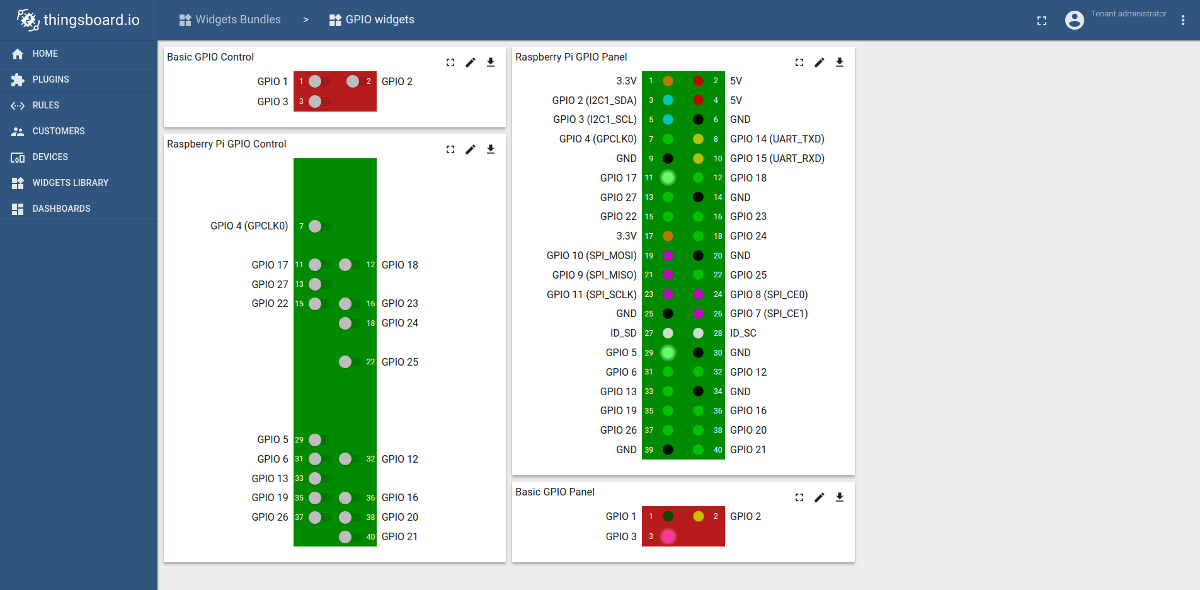 thingsboard.io
Widgets Bundles > GPIO widgets
Tenant administrator
HOME
PLUGINS
RULES
CUSTOMERS
DEVICES
WIDGETS LIBRARY
DASHBOARDS
Basic GPIO Control
GPIO 1 1 2 GPIO 2
GPIO 3 3
Raspberry Pi GPIO Control
GPIO 4 (GPCLK0) 7
GPIO 17 11 12 GPIO 18
GPIO 27 13
GPIO 22 15 16 GPIO 23
18 GPIO 24
22 GPIO 25
GPIO 5 29
GPIO 6 31 32 GPIO 12
GPIO 13 33
GPIO 19 35 36 GPIO 16
GPIO 26 37 38 GPIO 20
40 GPIO 21
Raspberry Pi GPIO Panel
3.3V 1 2 5V
GPIO 2 (I2C1_SDA) 3 4 5V
GPIO 3 (I2C1_SCL) 5 6 GND
GPIO 4 (GPCLK0) 7 8 GPIO 14 (UART_TXD)
GND 9 10 GPIO 15 (UART_RXD)
GPIO 17 11 12 GPIO 18
GPIO 27 13 14 GND
GPIO 22 15 16 GPIO 23
3.3V 17 18 GPIO 24
GPIO 10 (SPI_MOSI) 19 20 GND
GPIO 9 (SPI_MISO) 21 22 GPIO 25
GPIO 11 (SPI_SCLK) 23 24 GPIO 8 (SPI_CE0)
GND 25 26 GPIO 7 (SPI_CE1)
ID_SD 27 28 ID_SC
GPIO 5 29 30 GND
GPIO 6 31 32 GPIO 12
GPIO 13 33 34 GND
GPIO 19 35 36 GPIO 16
GPIO 26 37 38 GPIO 20
GND 39 40 GPIO 21
Basic GPIO Panel
GPIO 1 1 2 GPIO 2
GPIO 3 3